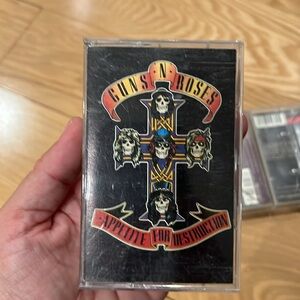 GUNS N' ROSES
APPETITE FOR DESTRUCTION